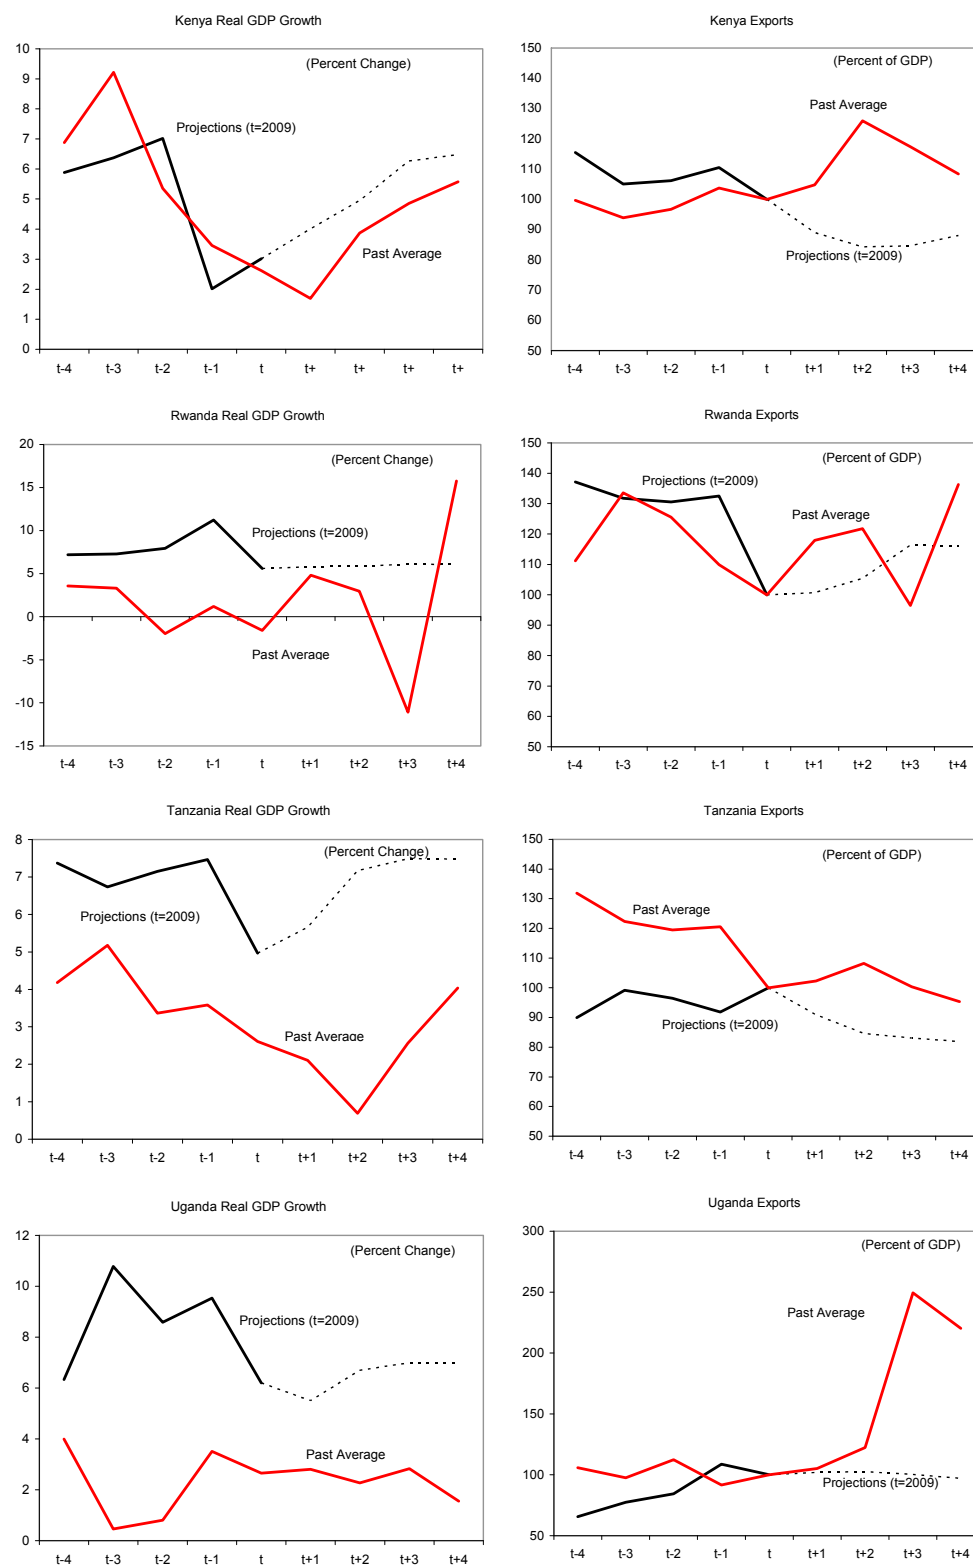 Kenya Real GDP Growth
10
9
8
7
6
5
4
3
2
1
0
(Percent Change)
Projections (t=2009)
Past Average
t-4 t-3 t-2 t-1 t t+ t+ t+ t+
Kenya Exports
150
140
130
120
110
100
90
80
70
60
50
(Percent of GDP)
Past Average
Projections (t=2009)
t-4 t-3 t-2 t-1 t t+1 t+2 t+3 t+4
Rwanda Real GDP Growth
20
15
10
5
0
-5
-10
-15
(Percent Change)
Projections (t=2009)
Past Average
t-4 t-3 t-2 t-1 t t+1 t+2 t+3 t+4
Rwanda Exports
150
140
130
120
110
100
90
80
70
60
50
(Percent of GDP)
Projections (t=2009)
Past Average
t-4 t-3 t-2 t-1 t t+1 t+2 t+3 t+4
Tanzania Real GDP Growth
8
7
6
5
4
3
2
1
0
(Percent Change)
Projections (t=2009)
Past Average
t-4 t-3 t-2 t-1 t t+1 t+2 t+3 t+4
Tanzania Exports
150
140
130
120
110
100
90
80
70
60
50
(Percent of GDP)
Past Average
Projections (t=2009)
t-4 t-3 t-2 t-1 t t+1 t+2 t+3 t+4
Uganda Real GDP Growth
12
10
8
6
4
2
0
(Percent Change)
Projections (t=2009)
Past Average
t-4 t-3 t-2 t-1 t t+1 t+2 t+3 t+4
Uganda Exports
300
250
200
150
100
50
(Percent of GDP)
Past Average
Projections (t=2009)
t-4 t-3 t-2 t-1 t t+1 t+2 t+3 t+4